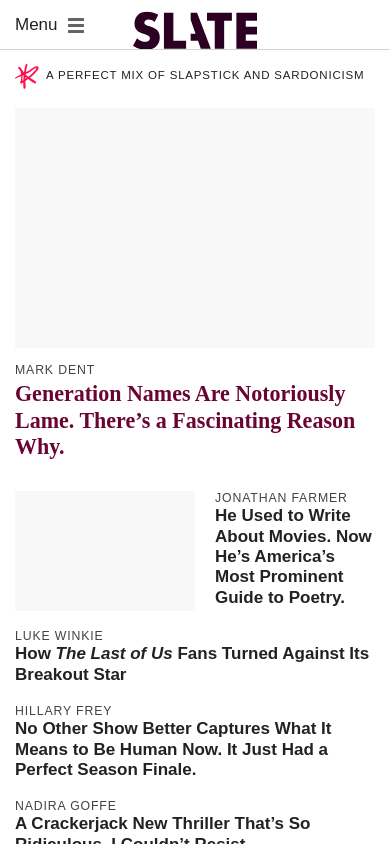 Menu
SLATE
A PERFECT MIX OF SLAPSTICK AND SARDONICISM
MARK DENT
Generation Names Are Notoriously
Lame. There’s a Fascinating Reason
Why.
JONATHAN FARMER
He Used to Write
About Movies. Now
He’s America’s
Most Prominent
Guide to Poetry.
LUKE WINKIE
How The Last of Us Fans Turned Against Its
Breakout Star
HILLARY FREY
No Other Show Better Captures What It
Means to Be Human Now. It Just Had a
Perfect Season Finale.
NADIRA GOFFE
A Crackerjack New Thriller That’s So
Ridiculous, I Couldn’t Resist